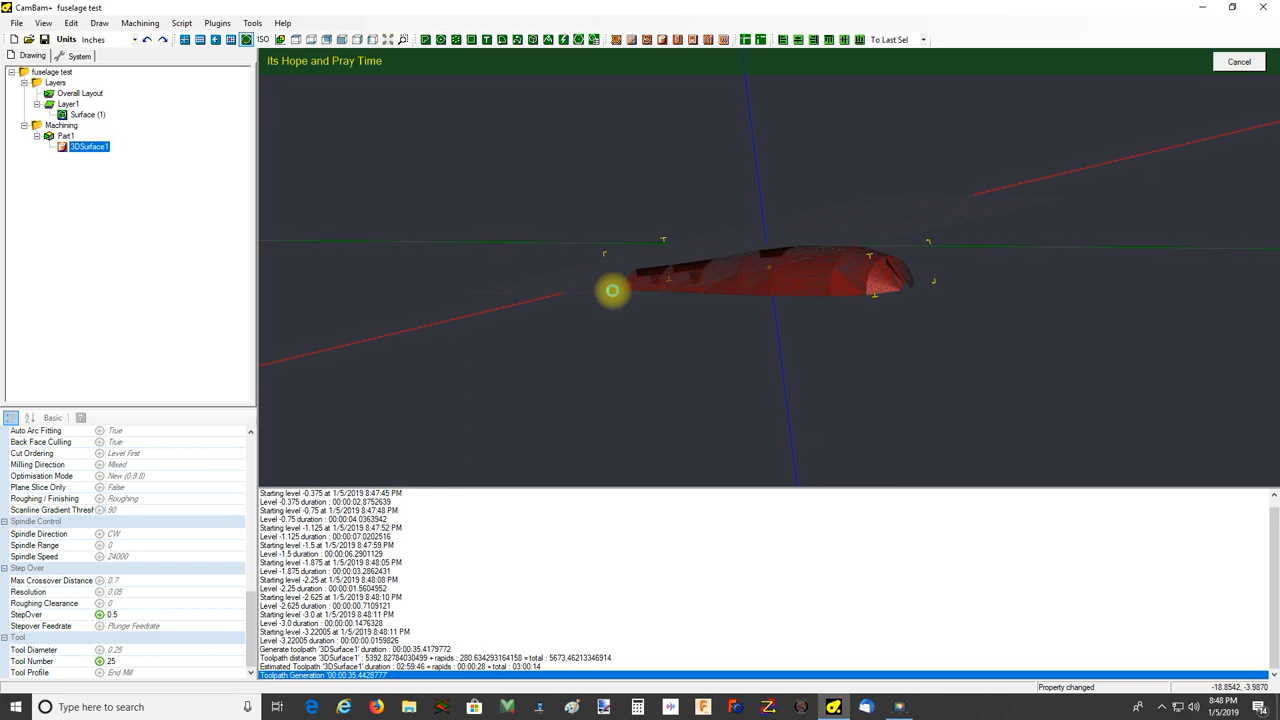 CamBam+ fuselage test
File View Edit Draw Machining Script Plugins Tools Help
Units Inches
ISO
To Last Sel
Drawing System
Its Hope and Pray Time
Cancel
fuselage test
Layers
Overall Layout
Layer1
Surface (1)
Machining
Part1
3DSurface1
Basic
Auto Arc Fitting True
Back Face Culling True
Cut Ordering Level First
Milling Direction Mixed
Optimisation Mode New (0.9.8)
Plane Slice Only False
Roughing / Finishing Roughing
Scanline Gradient Thresh 90
Spindle Control
Spindle Direction CW
Spindle Range 0
Spindle Speed 24000
Step Over
Max Crossover Distance 0.7
Resolution 0.05
Roughing Clearance 0
StepOver 0.5
Stepover Feedrate Plunge Feedrate
Tool
Tool Diameter 0.25
Tool Number 25
Tool Profile End Mill
Starting level -0.375 at 1/5/2019 8:47:45 PM
Level -0.375 duration : 00:00:02.8752639
Starting level -0.75 at 1/5/2019 8:47:48 PM
Level -0.75 duration : 00:00:04.0363942
Starting level -1.125 at 1/5/2019 8:47:52 PM
Level -1.125 duration : 00:00:07.0202516
Starting level -1.5 at 1/5/2019 8:47:59 PM
Level -1.5 duration : 00:00:06.2901129
Starting level -1.875 at 1/5/2019 8:48:05 PM
Level -1.875 duration : 00:00:03.2862431
Starting level -2.25 at 1/5/2019 8:48:08 PM
Level -2.25 duration : 00:00:01.5604952
Starting level -2.625 at 1/5/2019 8:48:10 PM
Level -2.625 duration : 00:00:00.7109121
Starting level -3.0 at 1/5/2019 8:48:11 PM
Level -3.0 duration : 00:00:00.1476328
Starting level -3.22005 at 1/5/2019 8:48:11 PM
Level -3.22005 duration : 00:00:00.0159826
Generate toolpath '3DSurface1' : 00:00:35.4179772
Toolpath distance '3DSurface1' : 5392.82784030499 + rapids : 280.634293164158 = total : 5673.46213346914
Estimated Toolpath '3DSurface1' duration : 02:59:46 + rapids : 00:00:28 = total : 03:00:14
Toolpath Generation '00:00:35.4428777'
Property changed
-18.8542, -3.9870
Type here to search
8:48 PM
1/5/2019